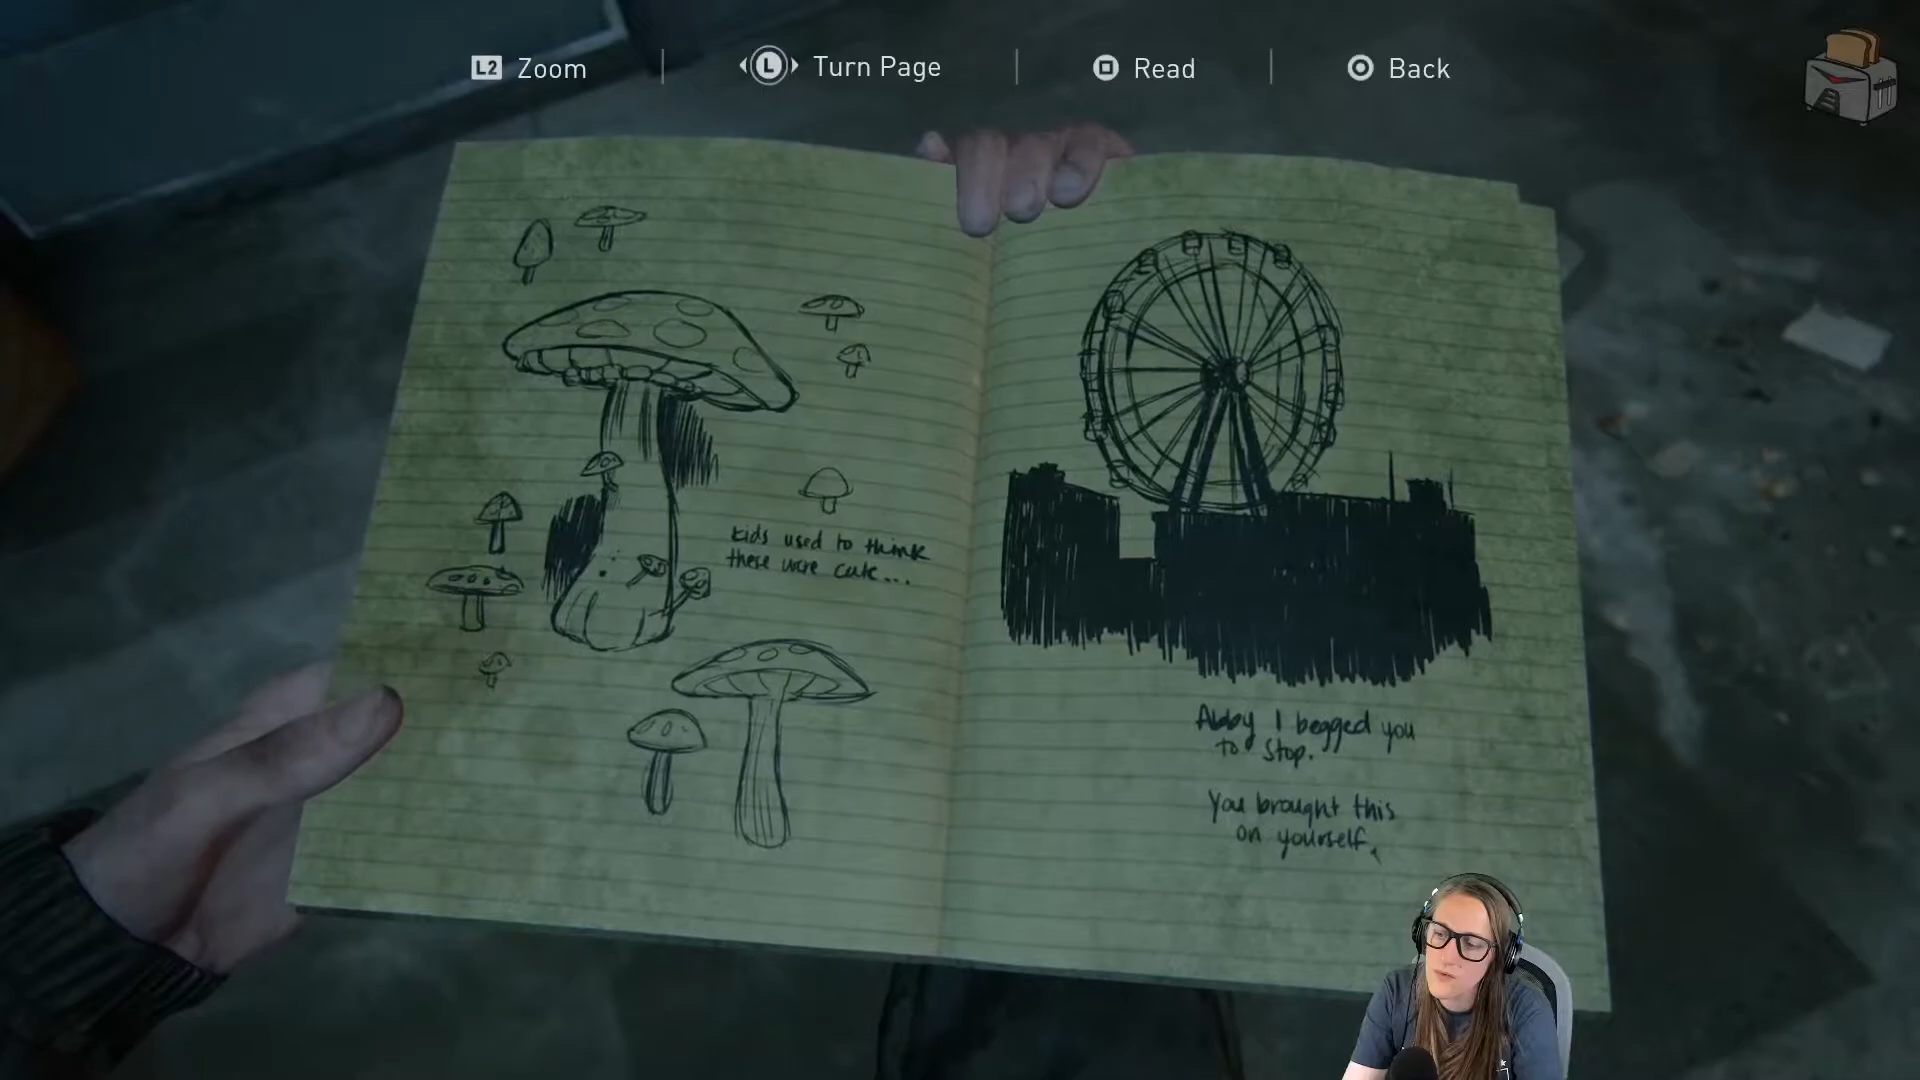 L2 Zoom
L Turn Page
Read
Back
kids used to think
these were cute...
Abby I begged you
to stop.
You brought this
on yourself.